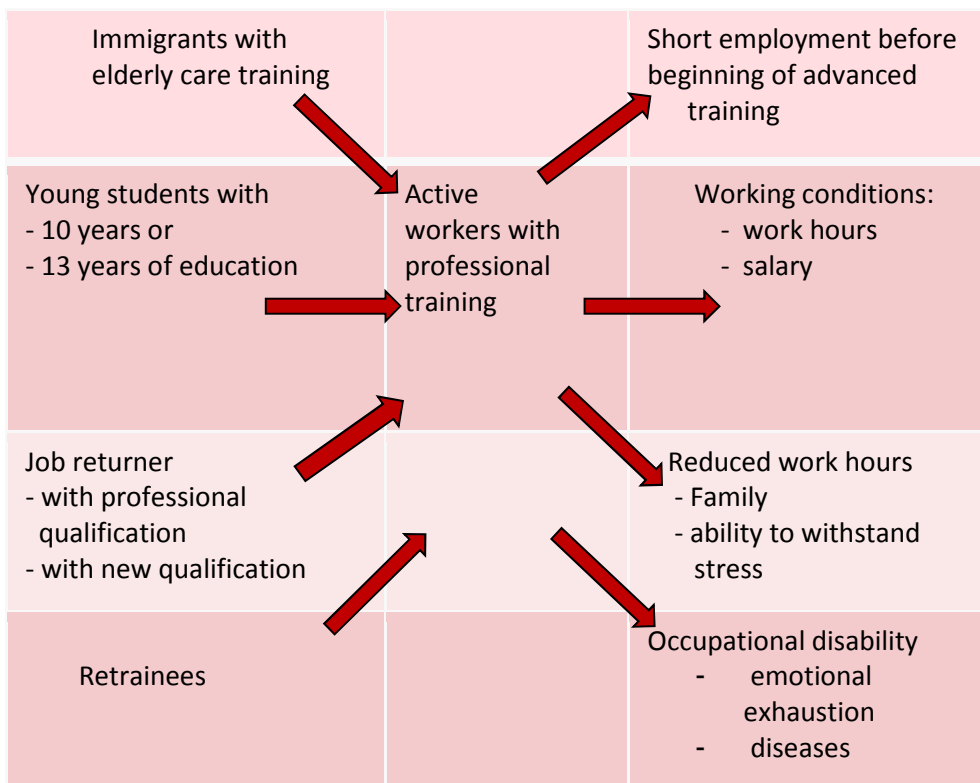 Immigrants with
elderly care training
Short employment before
beginning of advanced
training
Young students with
- 10 years or
- 13 years of education
Active
workers with
professional
training
Working conditions:
- work hours
- salary
Job returner
- with professional
qualification
- with new qualification
Reduced work hours
- Family
- ability to withstand
stress
Retrainees
Occupational disability
- emotional
exhaustion
- diseases